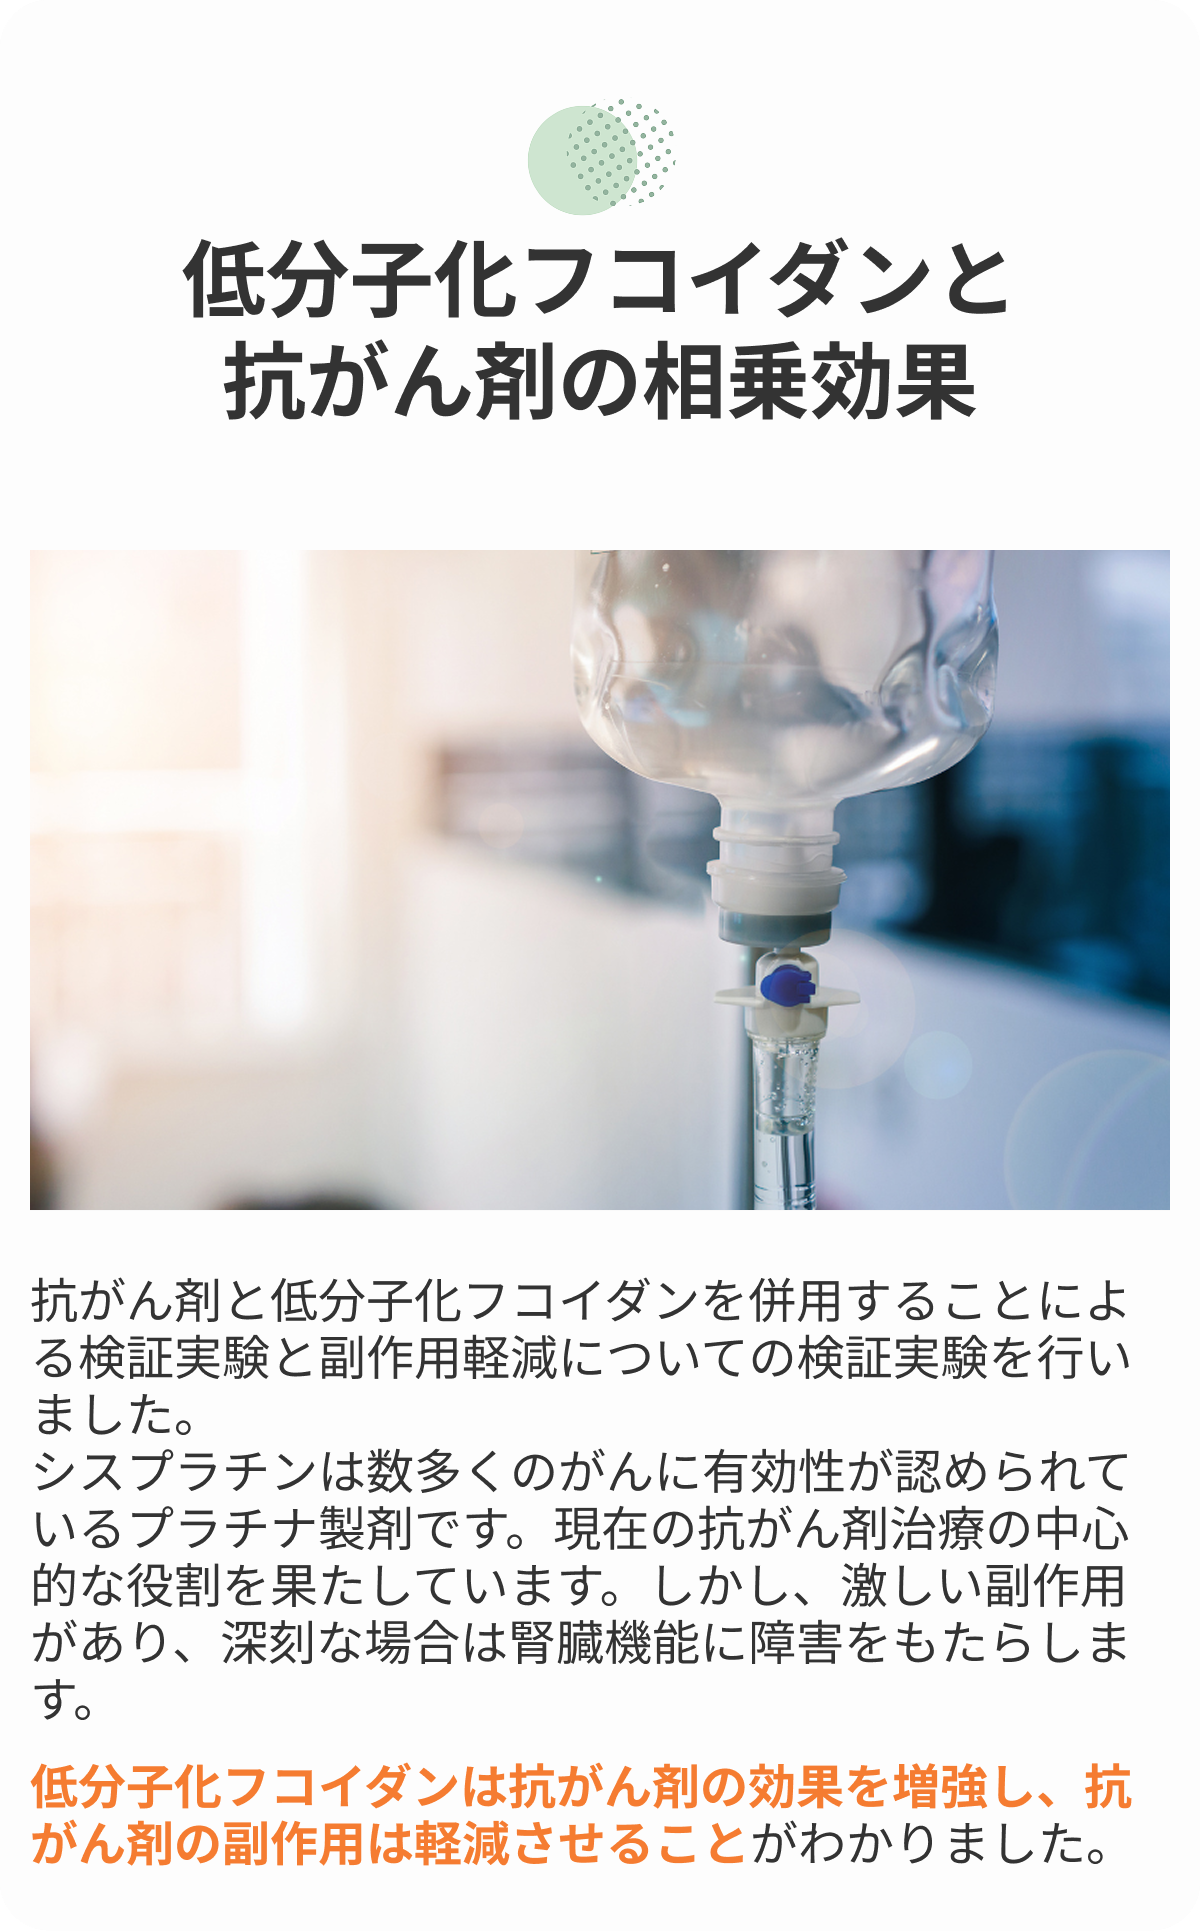 低分子化フコイダンと
抗がん剤の相乗効果
抗がん剤と低分子化フコイダンを併用することによ
る検証実験と副作用軽減についての検証実験を行い
ました。
シスプラチンは数多くのがんに有効性が認められて
いるプラチナ製剤です。現在の抗がん剤治療の中心
的な役割を果たしています。しかし、激しい副作用
があり、深刻な場合は腎臓機能に障害をもたらしま
す。
低分子化フコイダンは抗がん剤の効果を増強し、抗
がん剤の副作用は軽減させることがわかりました。